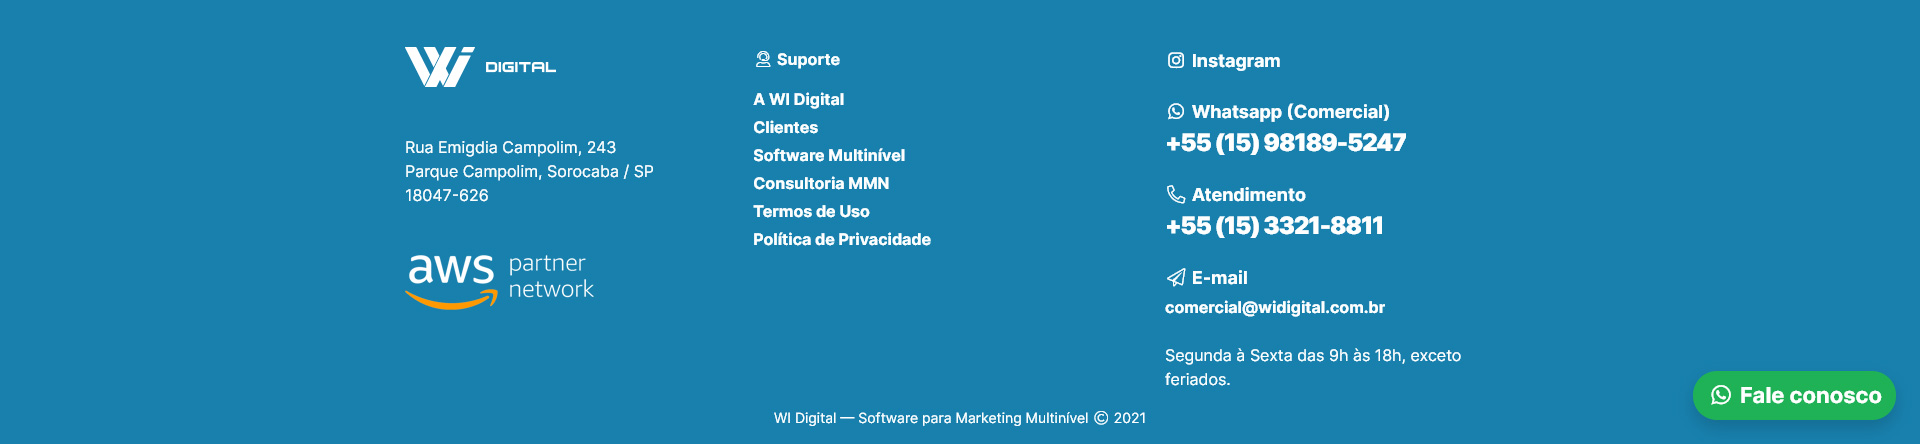 Wi DIGITAL
Rua Emigdia Campolim, 243
Parque Campolim, Sorocaba / SP
18047-626
aws partner
network
Suporte
A WI Digital
Clientes
Software Multinível
Consultoria MMN
Termos de Uso
Política de Privacidade
Instagram
Whatsapp (Comercial)
+55 (15) 98189-5247
Atendimento
+55 (15) 3321-8811
E-mail
comercial@widigital.com.br
Segunda à Sexta das 9h às 18h, exceto
feriados.
Fale conosco
WI Digital — Software para Marketing Multinível © 2021